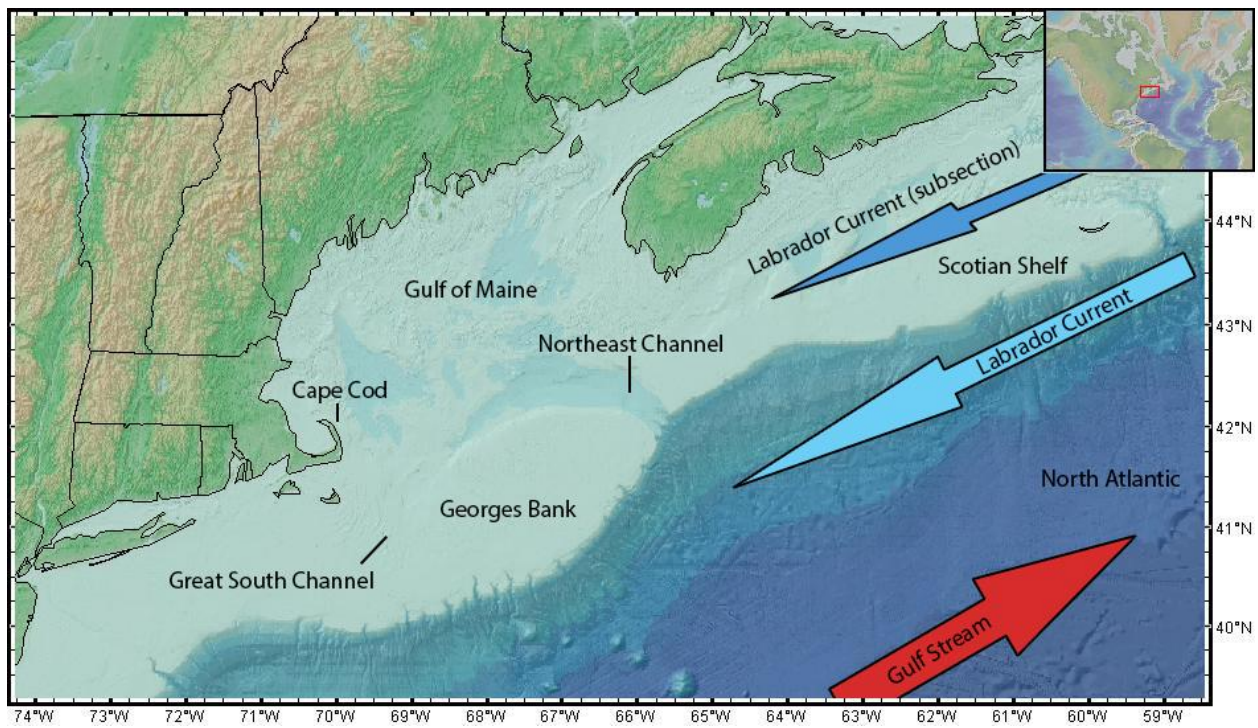 Labrador Current (subsection)
44°N
Scotian Shelf
Gulf of Maine
43°N
Northeast Channel
Labrador Current
Cape Cod
42°N
North Atlantic
Georges Bank
41°N
Great South Channel
Gulf Stream
40°N
74°W 73°W 72°W 71°W 70°W 69°W 68°W 67°W 66°W 65°W 64°W 63°W 62°W 61°W 60°W 59°W